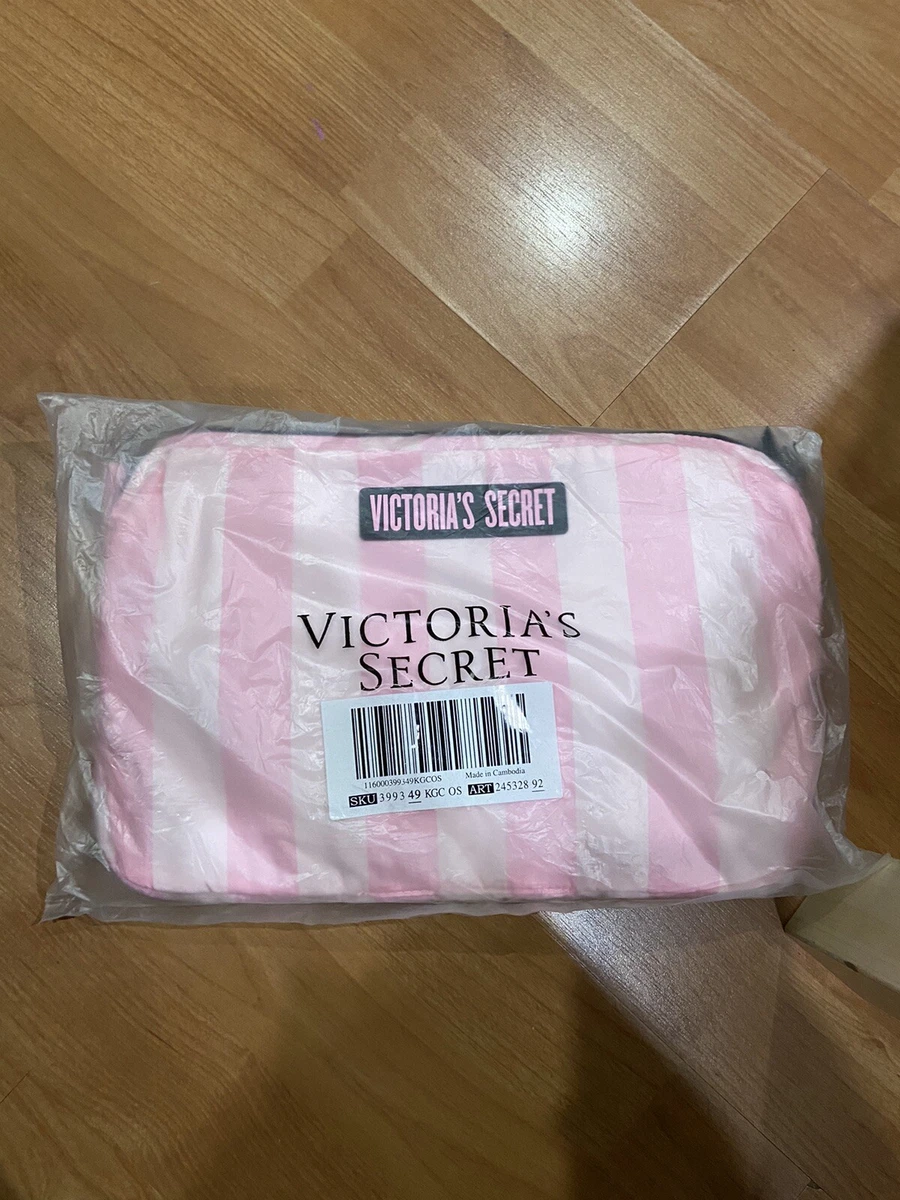 VICTORIA'S SECRET
VICTORIA'S
SECRET
116000399349KGCOS Made in Cambodia
SKU 3993 49 KGC OS ART 245328 92